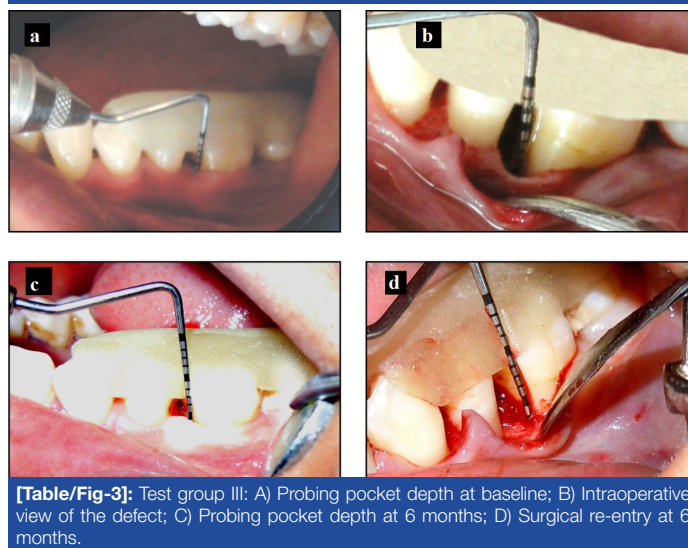 a
b
c
d
[Table/Fig-3]: Test group III: A) Probing pocket depth at baseline; B) Intraoperative
view of the defect; C) Probing pocket depth at 6 months; D) Surgical re-entry at 6
months.